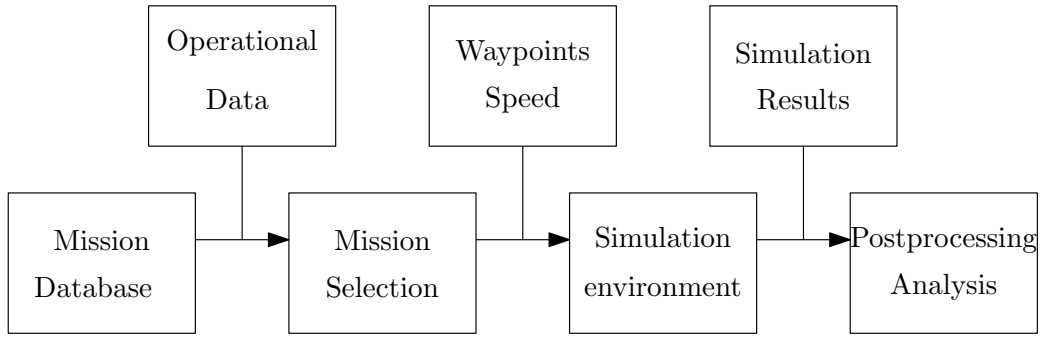 Operational
Data
Waypoints
Speed
Simulation
Results
Mission
Database
Mission
Selection
Simulation
environment
Postprocessing
Analysis